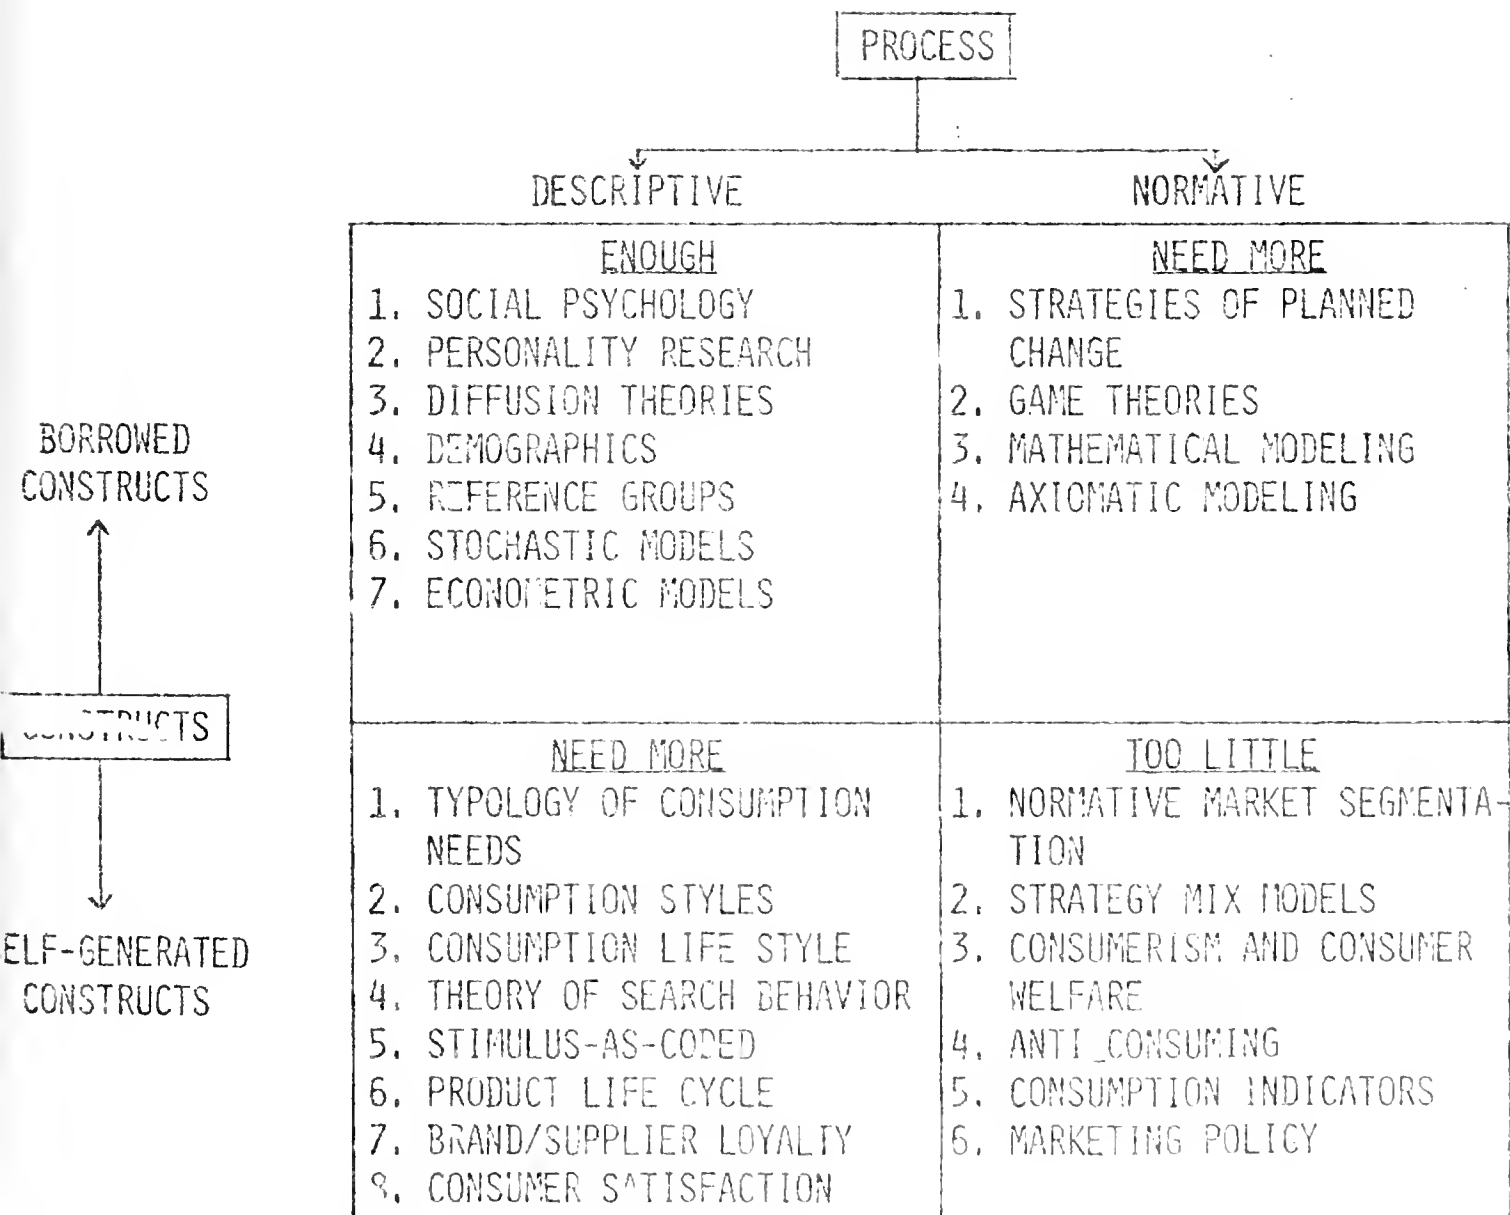 PROCESS
DESCRIPTIVE
NORMATIVE
ENOUGH
1. SOCIAL PSYCHOLOGY
2. PERSONALITY RESEARCH
3. DIFFUSION THEORIES
4. DEMOGRAPHICS
5. REFERENCE GROUPS
6. STOCHASTIC MODELS
7. ECONOMETRIC MODELS
NEED MORE
1. STRATEGIES OF PLANNED
CHANGE
2. GAME THEORIES
3. MATHEMATICAL MODELING
4. AXIOMATIC MODELING
BORROWED
CONSTRUCTS
CONSTRUCTS
ELF-GENERATED
CONSTRUCTS
NEED MORE
1. TYPOLOGY OF CONSUMPTION
NEEDS
2. CONSUMPTION STYLES
3. CONSUMPTION LIFE STYLE
4. THEORY OF SEARCH BEHAVIOR
5. STIMULUS-AS-CODED
6. PRODUCT LIFE CYCLE
7. BRAND/SUPPLIER LOYALTY
8. CONSUMER SATISFACTION
TOO LITTLE
1. NORMATIVE MARKET SEGMENTA-
TION
2. STRATEGY MIX MODELS
3. CONSUMERISM AND CONSUMER
WELFARE
4. ANTI_CONSUMING
5. CONSUMPTION INDICATORS
6. MARKETING POLICY